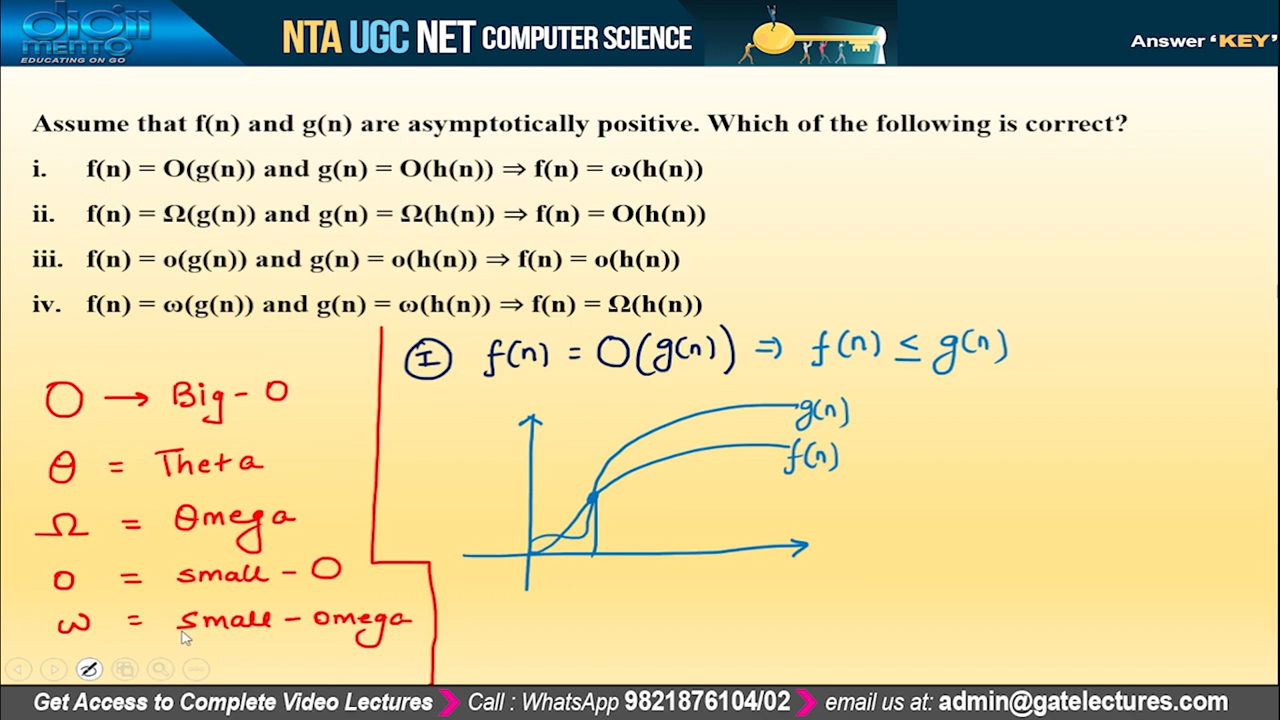 didii
MENTO
EDUCATING ON GO
NTA UGC NET COMPUTER SCIENCE
Answer ‘KEY’
Assume that f(n) and g(n) are asymptotically positive. Which of the following is correct?
i. f(n) = O(g(n)) and g(n) = O(h(n)) ⇒ f(n) = ω(h(n))
ii. f(n) = Ω(g(n)) and g(n) = Ω(h(n)) ⇒ f(n) = O(h(n))
iii. f(n) = o(g(n)) and g(n) = o(h(n)) ⇒ f(n) = o(h(n))
iv. f(n) = ω(g(n)) and g(n) = ω(h(n)) ⇒ f(n) = Ω(h(n))
I f(n) = O(g(n)) ⇒ f(n) ≤ g(n)
O → Big - O
θ = Theta
Ω = Omega
o = small - O
ω = small - omega
g(n)
f(n)
Get Access to Complete Video Lectures Call : WhatsApp 9821876104/02 email us at: admin@gatelectures.com